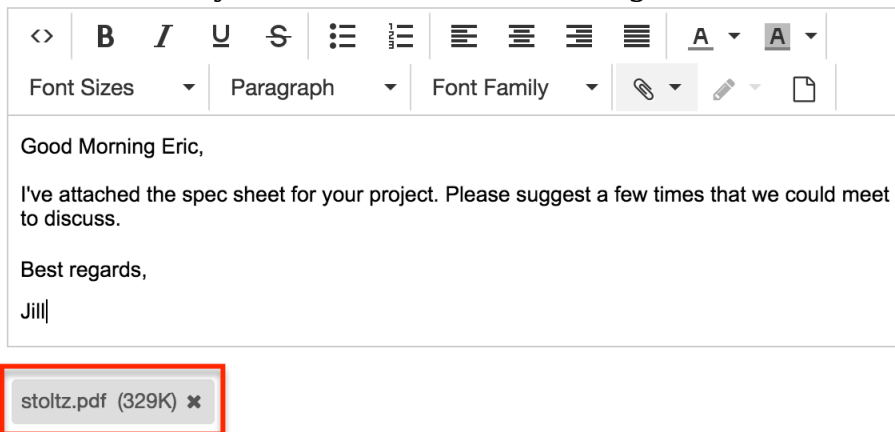 B I U S A A
Font Sizes Paragraph Font Family
Good Morning Eric,
I've attached the spec sheet for your project. Please suggest a few times that we could meet
to discuss.
Best regards,
Jill
stoltz.pdf (329K) ×